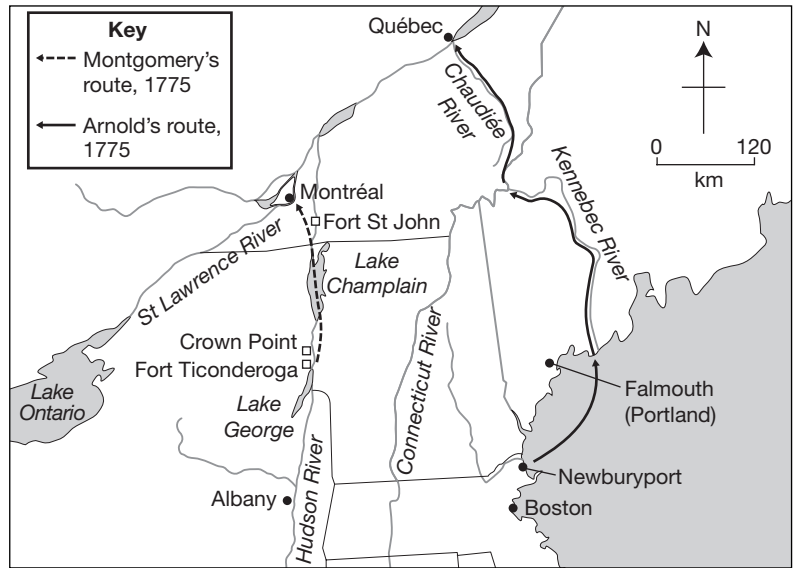 Key
Montgomery's
route, 1775
Arnold's route,
1775
N
0 120
km
Québec
Chaudiée
River
Kennebec River
Montréal
Fort St John
St Lawrence River
Lake
Champlain
Crown Point
Fort Ticonderoga
Connecticut River
Lake
Ontario
Lake
George
Falmouth
(Portland)
Hudson River
Newburyport
Albany
Boston